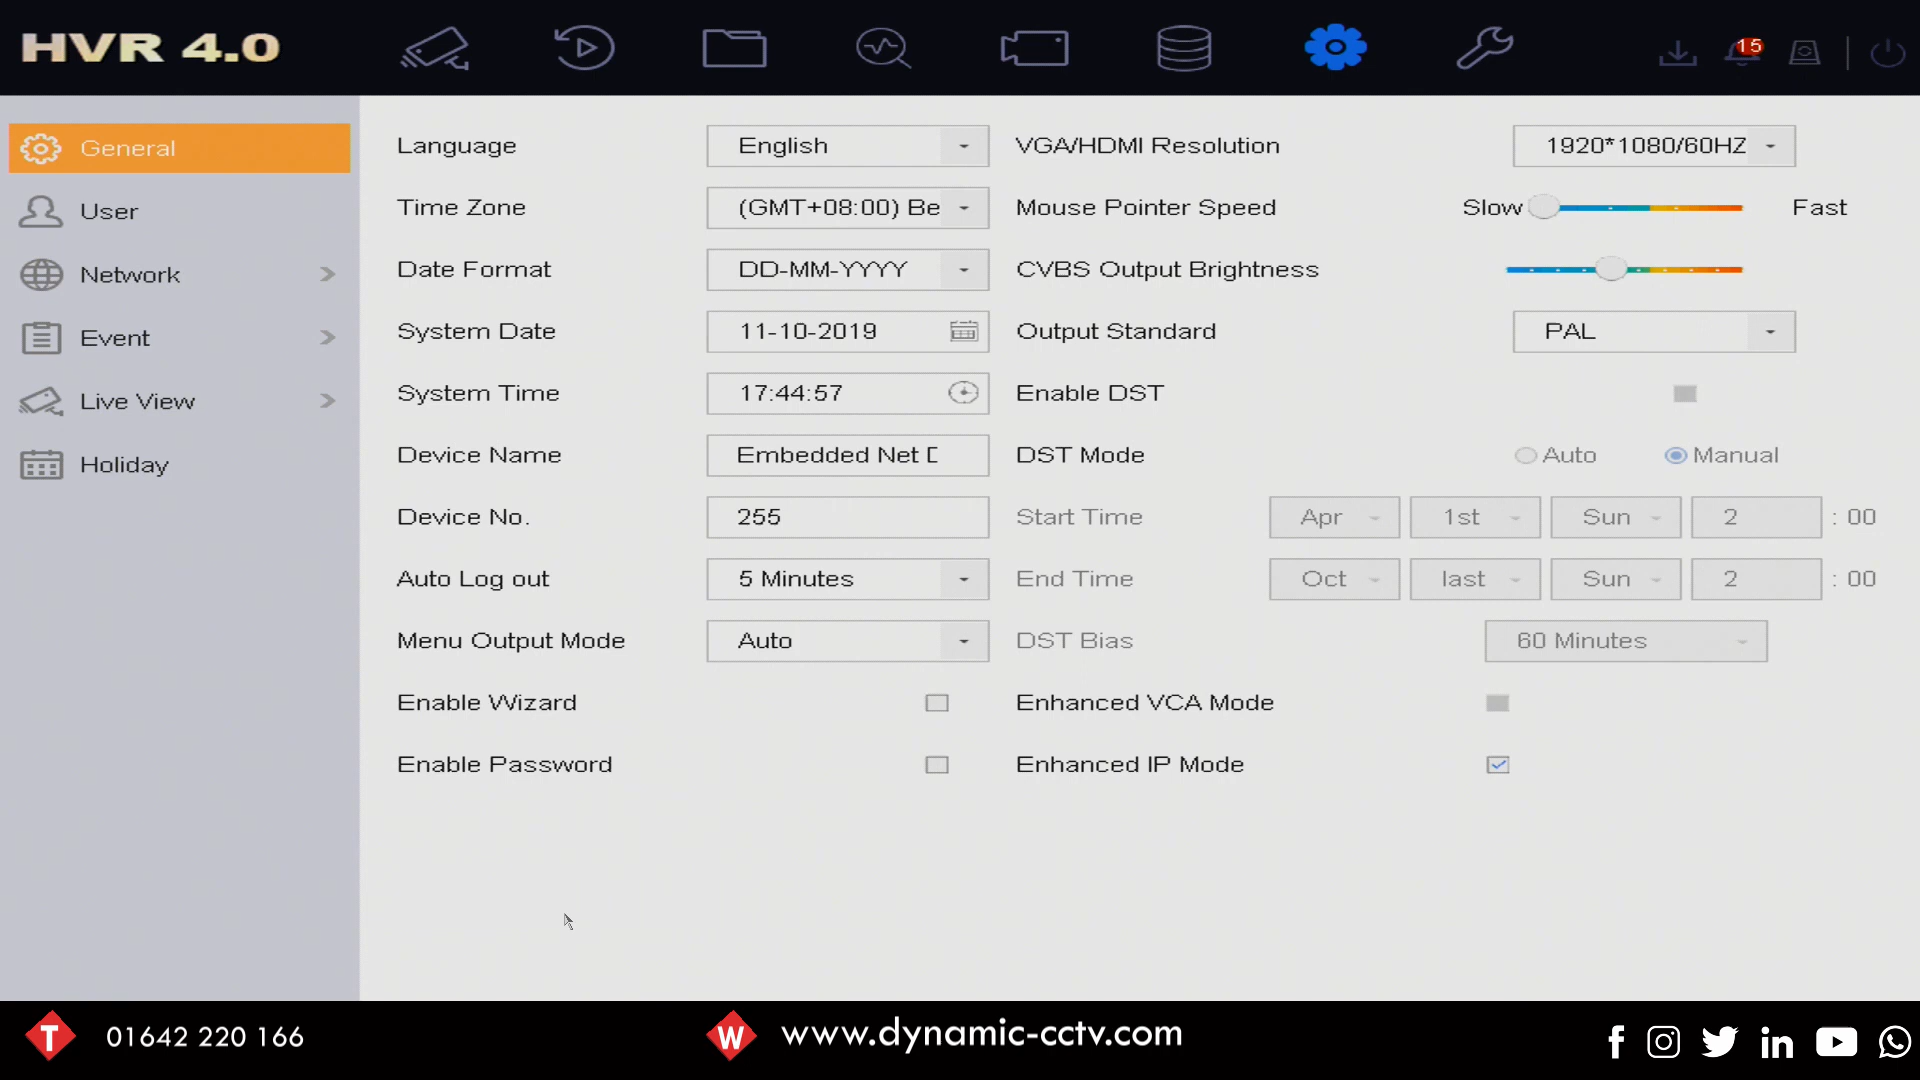 HVR 4.0
15
General
User
Network
Event
Live View
Holiday
Language English VGA/HDMI Resolution 1920*1080/60HZ
Time Zone (GMT+08:00) Be Mouse Pointer Speed Slow Fast
Date Format DD-MM-YYYY CVBS Output Brightness
System Date 11-10-2019 Output Standard PAL
System Time 17:44:57 Enable DST
Device Name Embedded Net D DST Mode Auto Manual
Device No. 255 Start Time Apr 1st Sun 2 : 00
Auto Log out 5 Minutes End Time Oct last Sun 2 : 00
Menu Output Mode Auto DST Bias 60 Minutes
Enable Wizard Enhanced VCA Mode
Enable Password Enhanced IP Mode
T 01642 220 166 W www.dynamic-cctv.com